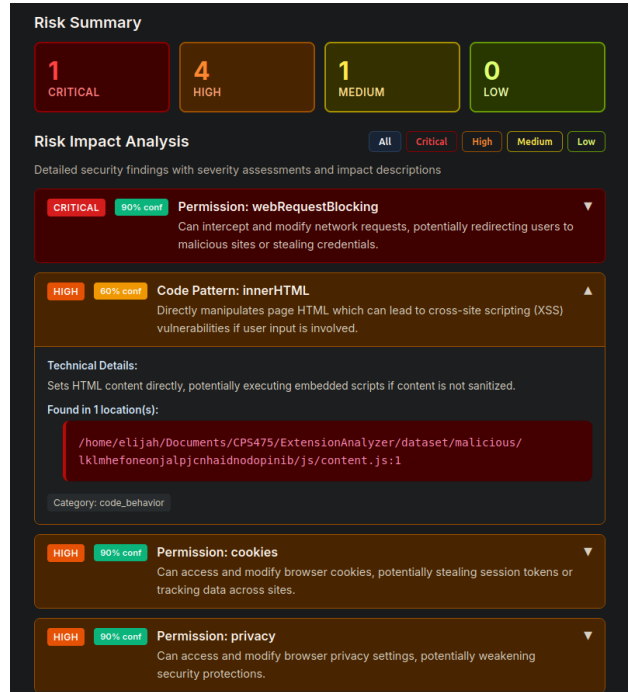 Risk Summary
1
CRITICAL
4
HIGH
1
MEDIUM
0
LOW
Risk Impact Analysis
All
Critical
High
Medium
Low
Detailed security findings with severity assessments and impact descriptions
CRITICAL
90% conf
Permission: webRequestBlocking
▼
Can intercept and modify network requests, potentially redirecting users to
malicious sites or stealing credentials.
HIGH
60% conf
Code Pattern: innerHTML
▲
Directly manipulates page HTML which can lead to cross-site scripting (XSS)
vulnerabilities if user input is involved.
Technical Details:
Sets HTML content directly, potentially executing embedded scripts if content is not sanitized.
Found in 1 location(s):
/home/elijah/Documents/CPS475/ExtensionAnalyzer/dataset/malicious/
lklmhefoneonjalpjcnhaidnodopinib/js/content.js:1
Category: code_behavior
HIGH
90% conf
Permission: cookies
▼
Can access and modify browser cookies, potentially stealing session tokens or
tracking data across sites.
HIGH
90% conf
Permission: privacy
▼
Can access and modify browser privacy settings, potentially weakening
security protections.